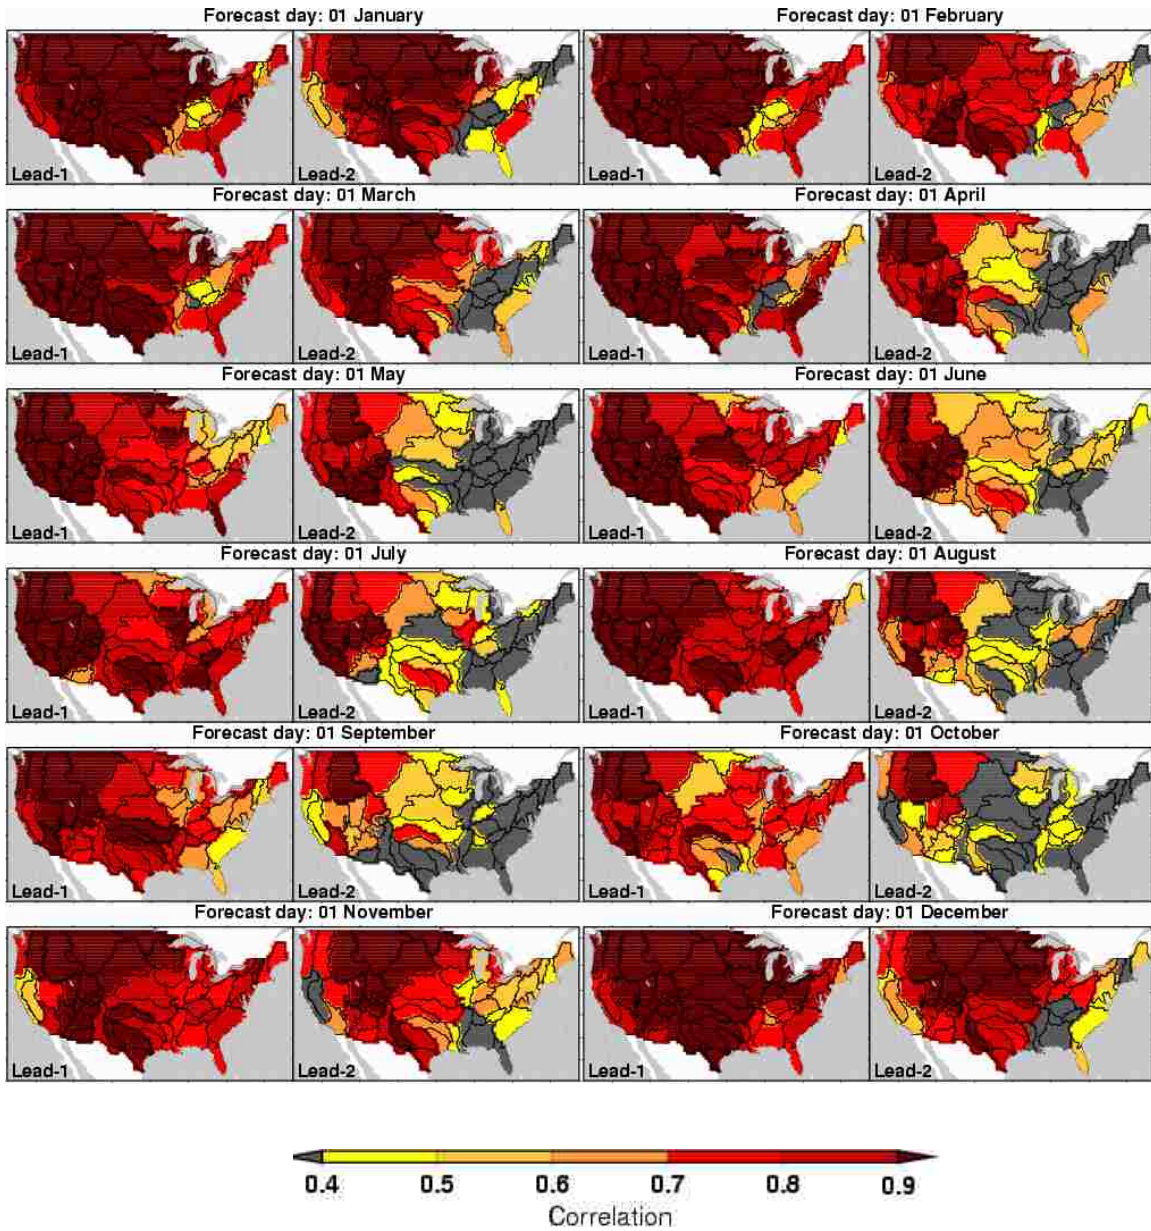 Forecast day: 01 January Forecast day: 01 February
Lead-1 Lead-2 Lead-1 Lead-2
Forecast day: 01 March Forecast day: 01 April
Lead-1 Lead-2 Lead-1 Lead-2
Forecast day: 01 May Forecast day: 01 June
Lead-1 Lead-2 Lead-1 Lead-2
Forecast day: 01 July Forecast day: 01 August
Lead-1 Lead-2 Lead-1 Lead-2
Forecast day: 01 September Forecast day: 01 October
Lead-1 Lead-2 Lead-1 Lead-2
Forecast day: 01 November Forecast day: 01 December
Lead-1 Lead-2 Lead-1 Lead-2
0.4 0.5 0.6 0.7 0.8 0.9
Correlation